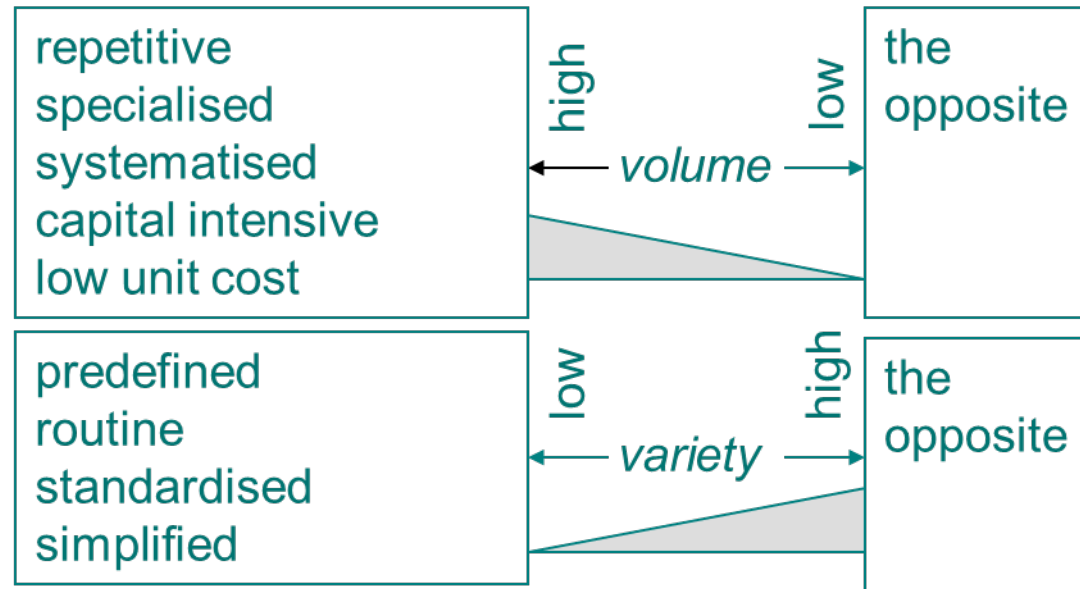 repetitive
specialised
systematised
capital intensive
low unit cost
high
volume
low
the
opposite
predefined
routine
standardised
simplified
low
variety
high
the
opposite